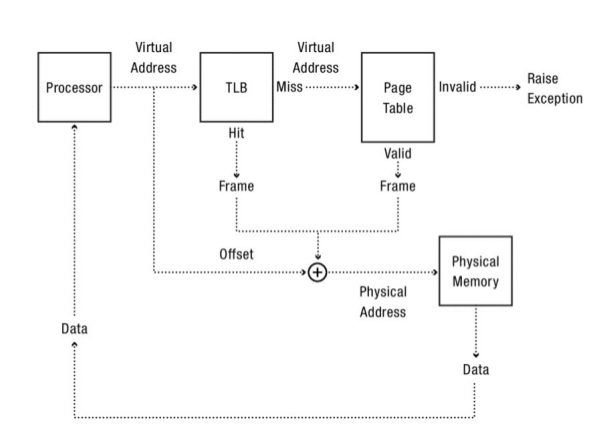 Virtual
Address
Virtual
Address
Processor
TLB
Miss
Page
Table
Invalid
Raise
Exception
Hit
Valid
Frame
Frame
Offset
+
Physical
Memory
Physical
Address
Data
Data